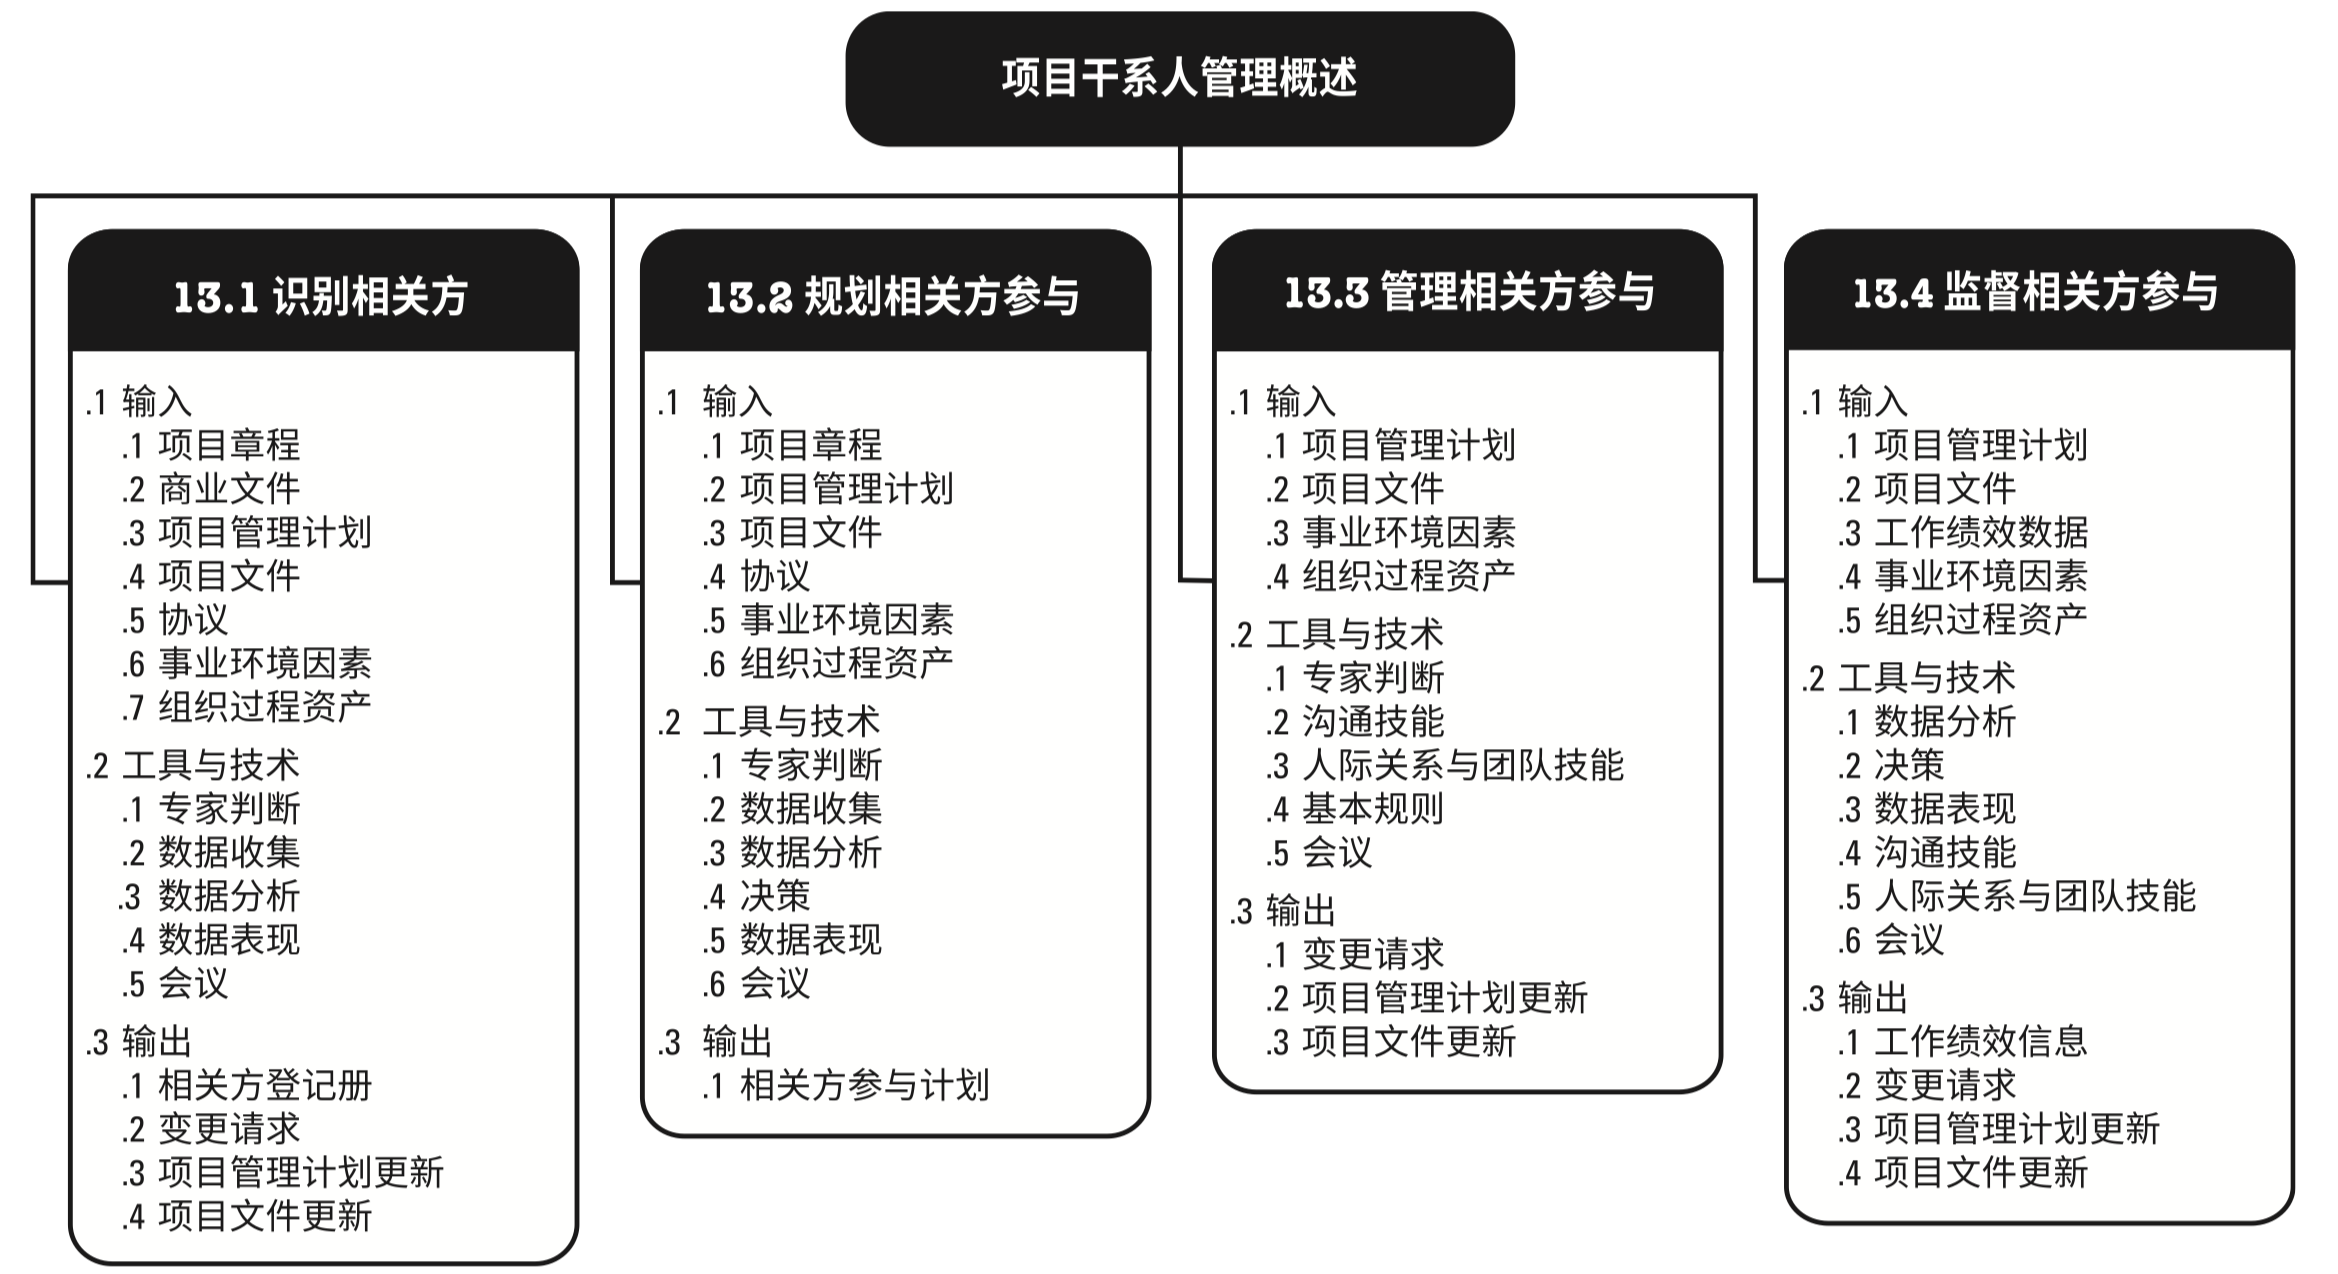 项目干系人管理概述
13.1 识别相关方
.1 输入
.1 项目章程
.2 商业文件
.3 项目管理计划
.4 项目文件
.5 协议
.6 事业环境因素
.7 组织过程资产
.2 工具与技术
.1 专家判断
.2 数据收集
.3 数据分析
.4 数据表现
.5 会议
.3 输出
.1 相关方登记册
.2 变更请求
.3 项目管理计划更新
.4 项目文件更新
13.2 规划相关方参与
.1 输入
.1 项目章程
.2 项目管理计划
.3 项目文件
.4 协议
.5 事业环境因素
.6 组织过程资产
.2 工具与技术
.1 专家判断
.2 数据收集
.3 数据分析
.4 决策
.5 数据表现
.6 会议
.3 输出
.1 相关方参与计划
13.3 管理相关方参与
.1 输入
.1 项目管理计划
.2 项目文件
.3 事业环境因素
.4 组织过程资产
.2 工具与技术
.1 专家判断
.2 沟通技能
.3 人际关系与团队技能
.4 基本规则
.5 会议
.3 输出
.1 变更请求
.2 项目管理计划更新
.3 项目文件更新
13.4 监督相关方参与
.1 输入
.1 项目管理计划
.2 项目文件
.3 工作绩效数据
.4 事业环境因素
.5 组织过程资产
.2 工具与技术
.1 数据分析
.2 决策
.3 数据表现
.4 沟通技能
.5 人际关系与团队技能
.6 会议
.3 输出
.1 工作绩效信息
.2 变更请求
.3 项目管理计划更新
.4 项目文件更新